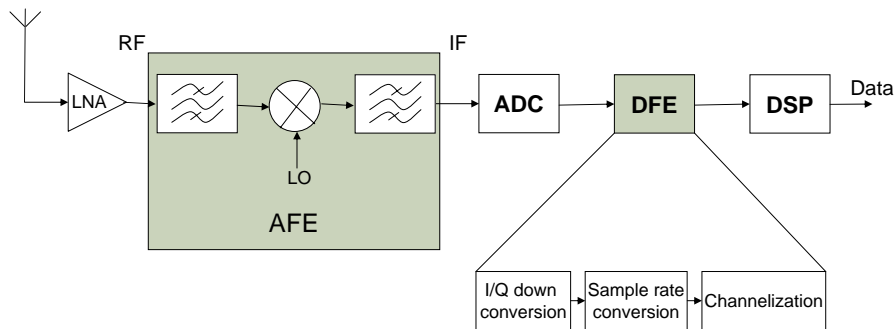 RF
IF
LNA
LO
AFE
ADC
DFE
DSP
Data
I/Q down
conversion
Sample rate
conversion
Channelization